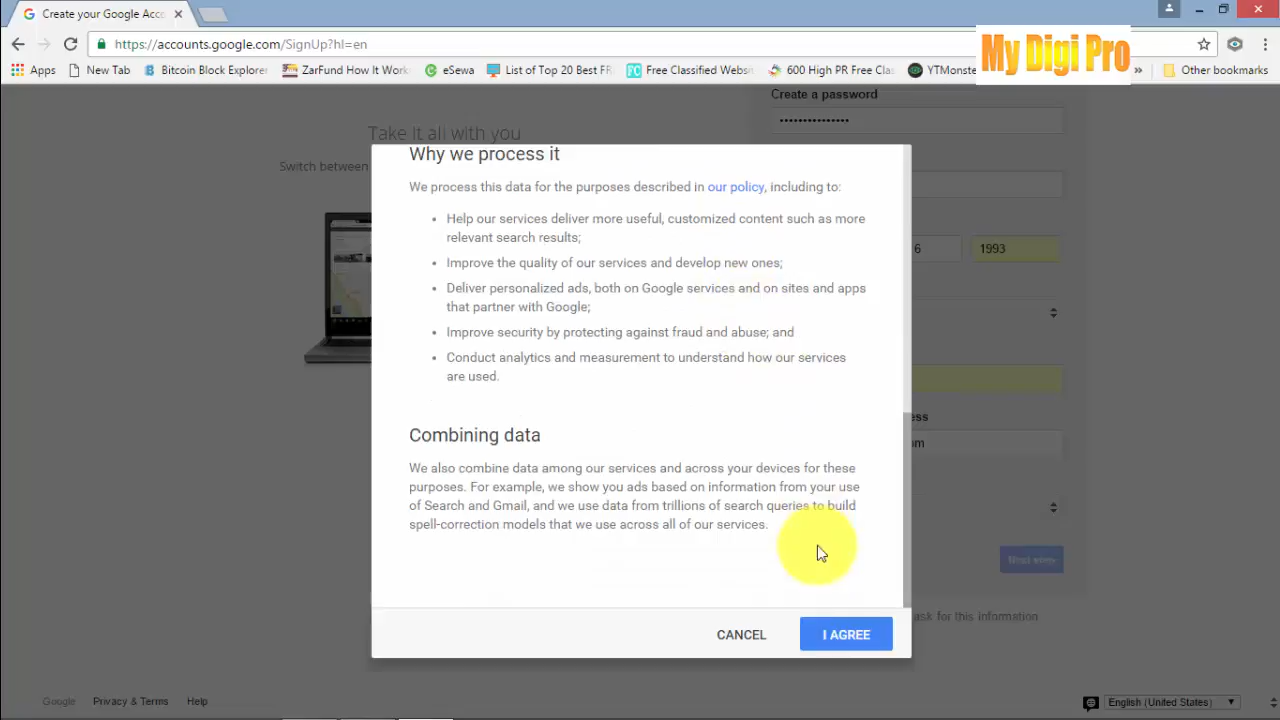 Create your Google Acco
https://accounts.google.com/SignUp?hl=en
Apps
New Tab
Bitcoin Block Explorer
ZarFund How It Work
eSewa
List of Top 20 Best FR
Free Classified Webs
600 High PR Free Clas
YTMonste
»
Other bookmarks
My Digi Pro
Create a password
•••••••••••••••
Take it all with you
Switch between
6
1993
ess
om
Next step
ask for this information
Why we process it
We process this data for the purposes described in our policy, including to:
• Help our services deliver more useful, customized content such as more
relevant search results;
• Improve the quality of our services and develop new ones;
• Deliver personalized ads, both on Google services and on sites and apps
that partner with Google;
• Improve security by protecting against fraud and abuse; and
• Conduct analytics and measurement to understand how our services
are used.
Combining data
We also combine data among our services and across your devices for these
purposes. For example, we show you ads based on information from your use
of Search and Gmail, and we use data from trillions of search queries to build
spell-correction models that we use across all of our services.
CANCEL
I AGREE
Google
Privacy & Terms
Help
English (United States)